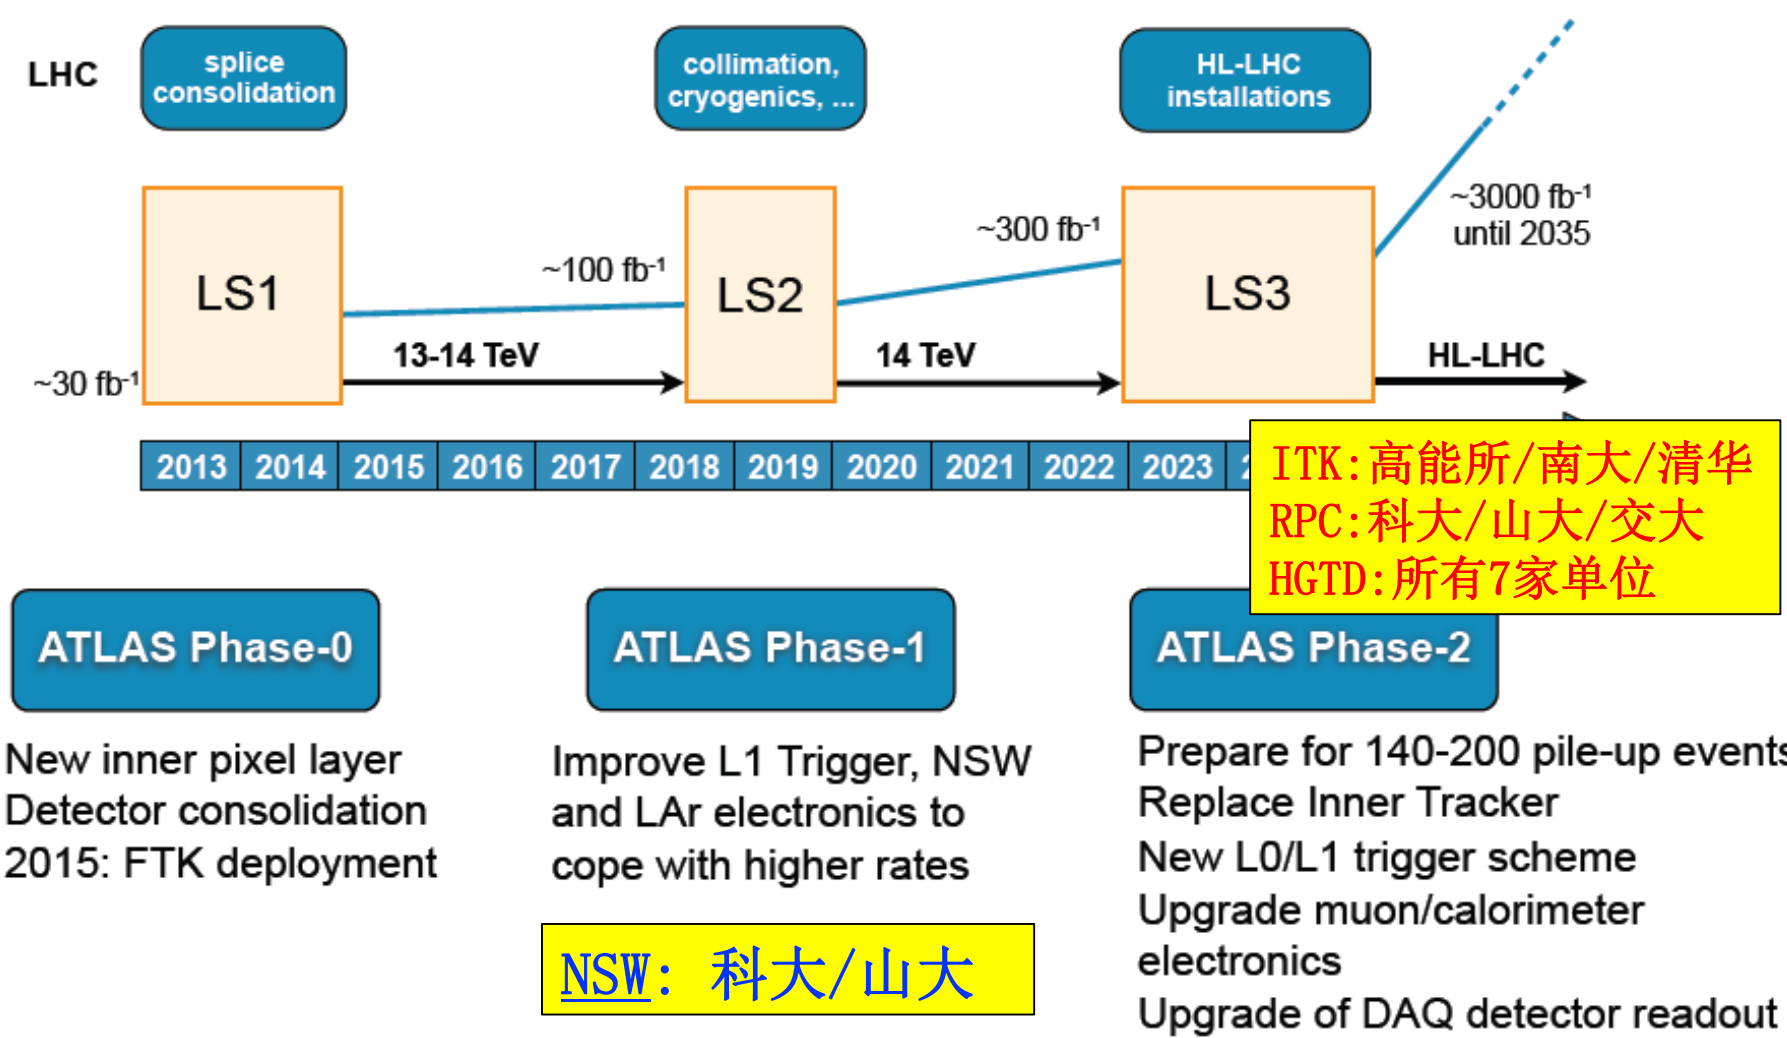 LHC
splice
consolidation
collimation,
cryogenics, ...
HL-LHC
installations
~3000 fb⁻¹
until 2035
~300 fb⁻¹
~100 fb⁻¹
LS1
LS2
LS3
13-14 TeV
14 TeV
HL-LHC
~30 fb⁻¹
2013 2014 2015 2016 2017 2018 2019 2020 2021 2022 2023
ITK:高能所/南大/清华
RPC:科大/山大/交大
HGTD:所有7家单位
ATLAS Phase-0
ATLAS Phase-1
ATLAS Phase-2
New inner pixel layer
Detector consolidation
2015: FTK deployment
Improve L1 Trigger, NSW
and LAr electronics to
cope with higher rates
NSW: 科大/山大
Prepare for 140-200 pile-up events
Replace Inner Tracker
New L0/L1 trigger scheme
Upgrade muon/calorimeter
electronics
Upgrade of DAQ detector readout